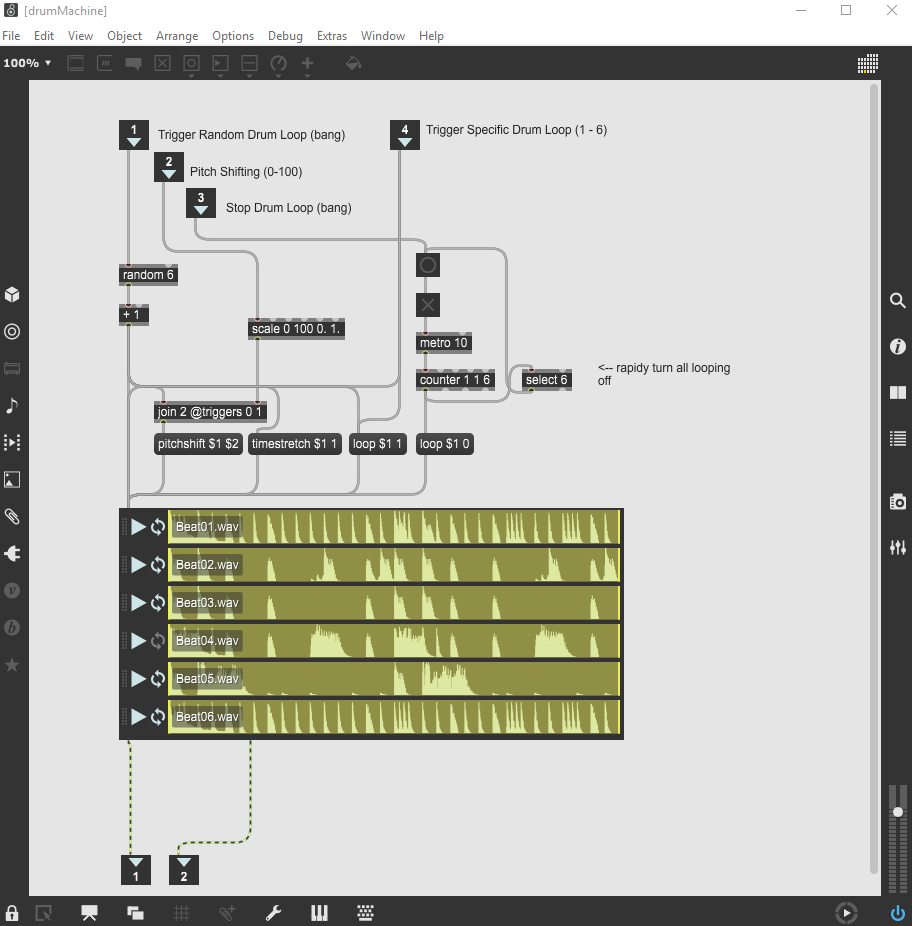 [drumMachine]
File Edit View Object Arrange Options Debug Extras Window Help
100%
1
Trigger Random Drum Loop (bang)
4
Trigger Specific Drum Loop (1 - 6)
2
Pitch Shifting (0-100)
3
Stop Drum Loop (bang)
random 6
+ 1
scale 0 100 0. 1.
metro 10
counter 1 1 6
select 6
<-- rapidy turn all looping
off
join 2 @triggers 0 1
pitchshift $1 $2
timestretch $1 1
loop $1 1
loop $1 0
Beat01.wav
Beat02.wav
Beat03.wav
Beat04.wav
Beat05.wav
Beat06.wav
1
2